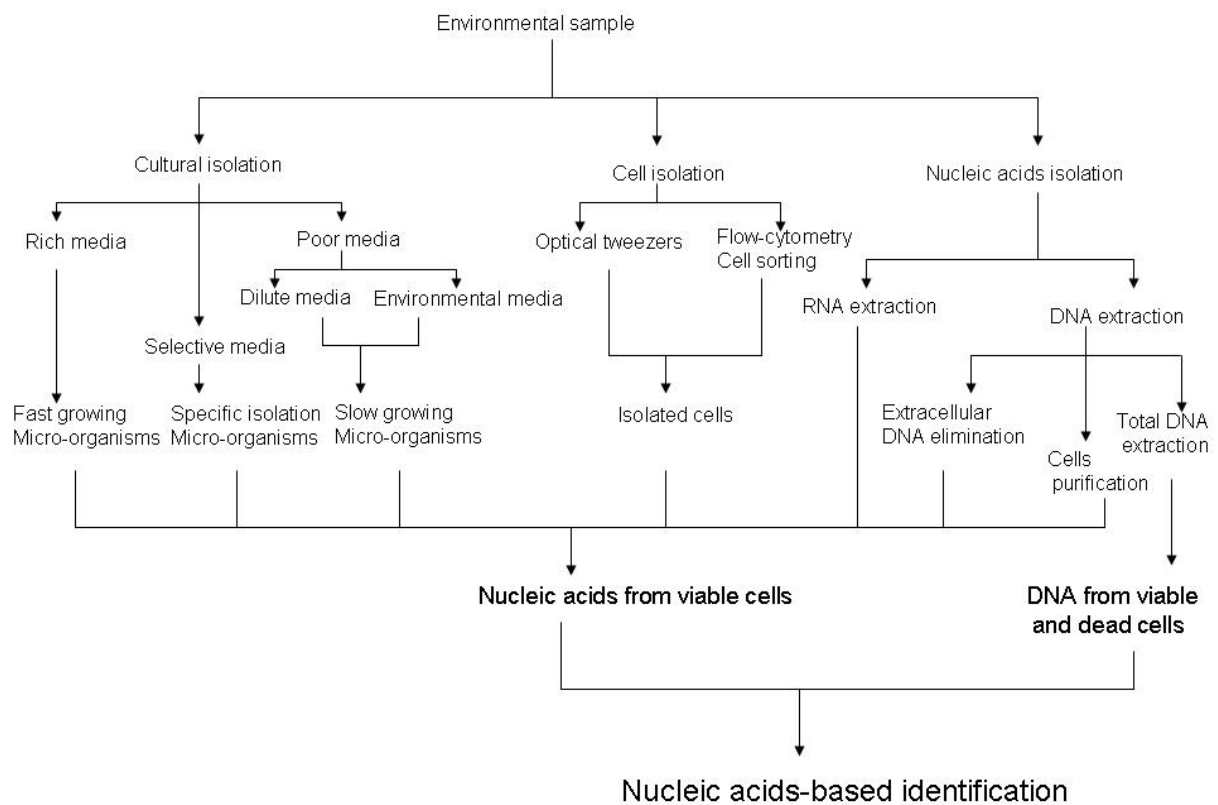 Environmental sample
Cultural isolation
Cell isolation
Nucleic acids isolation
Rich media
Poor media
Optical tweezers
Flow-cytometry
Cell sorting
Dilute media
Environmental media
RNA extraction
DNA extraction
Selective media
Fast growing
Micro-organisms
Specific isolation
Micro-organisms
Slow growing
Micro-organisms
Isolated cells
Extracellular
DNA elimination
Cells
purification
Total DNA
extraction
Nucleic acids from viable cells
DNA from viable
and dead cells
Nucleic acids-based identification